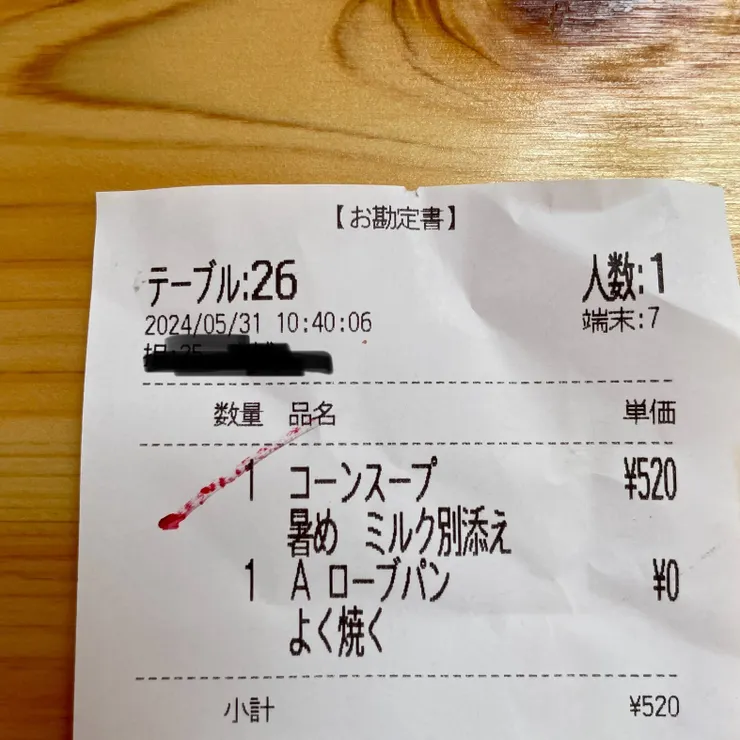 【お勘定書】
テーブル:26 人数:1
2024/05/31 10:40:06 端末:7
数量 品名 単価
1 コーンスープ ¥520
暑め ミルク別添え
1 A ローブパン ¥0
よく焼く
小計 ¥520